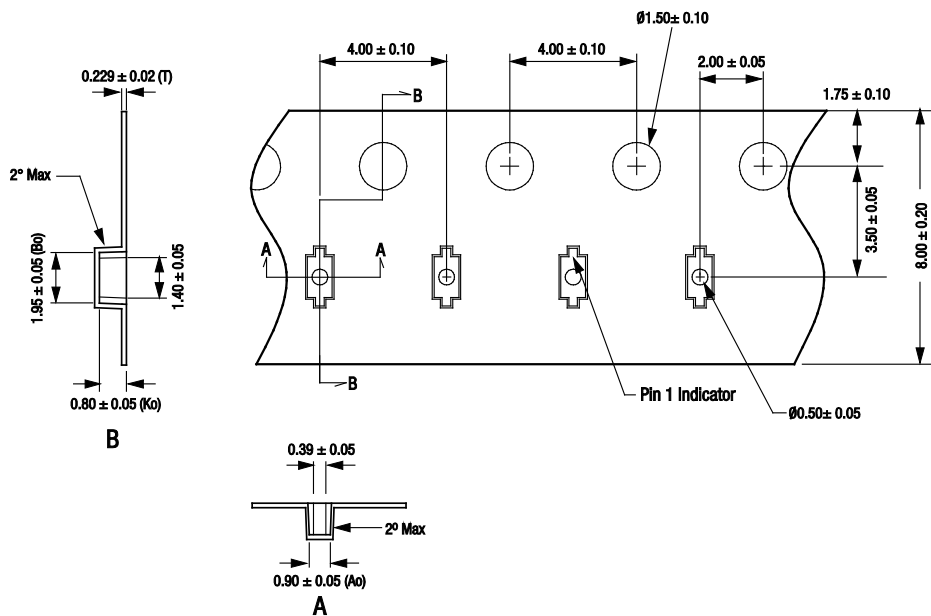 Ø1.50± 0.10
4.00 ± 0.10
4.00 ± 0.10
2.00 ± 0.05
0.229 ± 0.02 (T)
B
1.75 ± 0.10
2° Max
3.50 ± 0.05
8.00 ± 0.20
A
A
1.95 ± 0.05 (Bo)
1.40 ± 0.05
B
Pin 1 Indicator
0.80 ± 0.05 (Ko)
Ø0.50± 0.05
B
0.39 ± 0.05
2º Max
0.90 ± 0.05 (Ao)
A